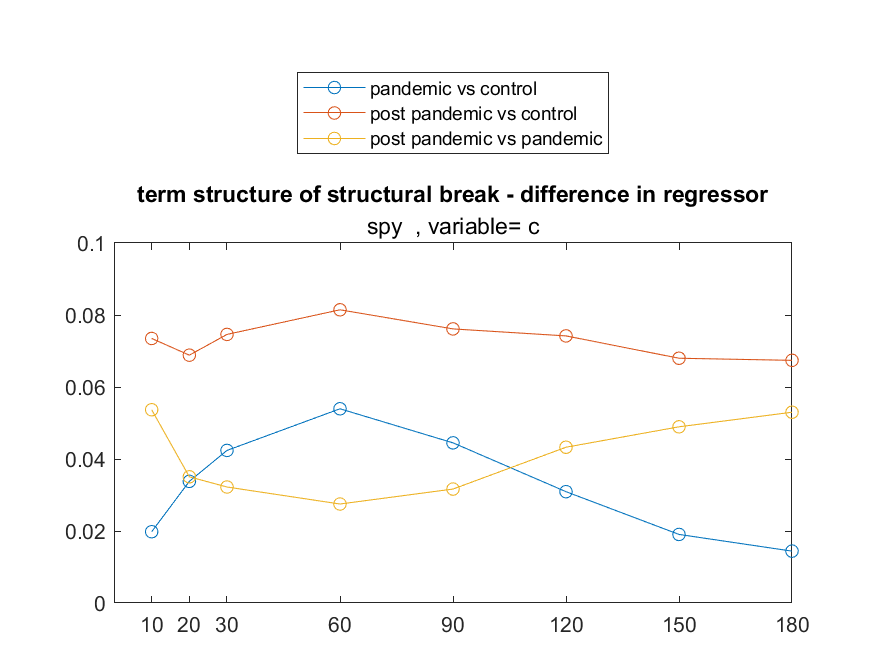 pandemic vs control
post pandemic vs control
post pandemic vs pandemic
term structure of structural break - difference in regressor
spy , variable= c
0.1
0.08
0.06
0.04
0.02
0
10 20 30 60 90 120 150 180